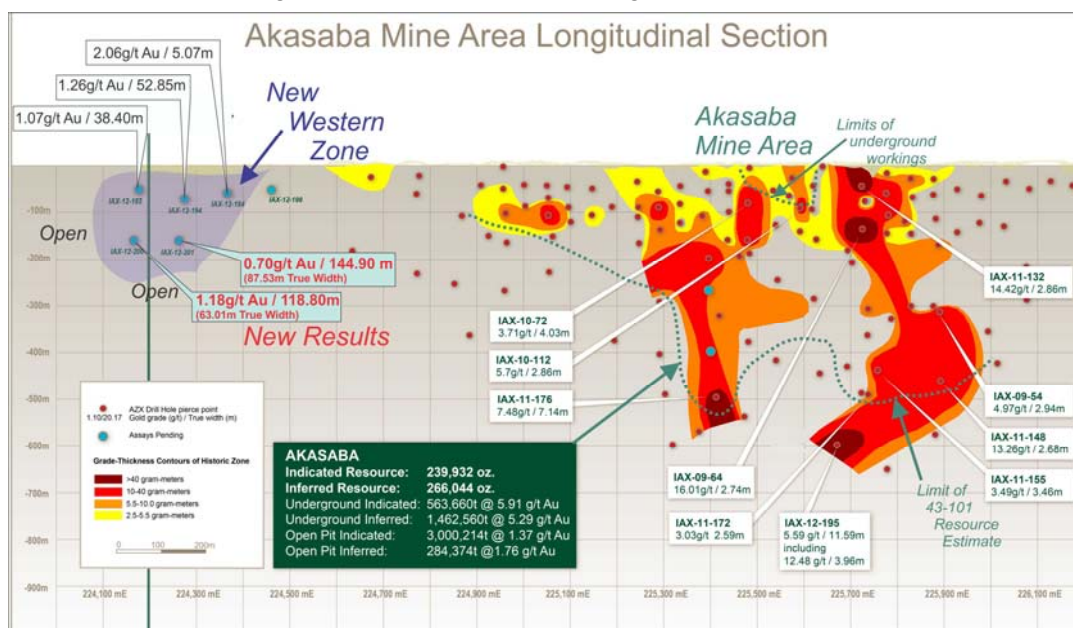 Akasaba Mine Area Longitudinal Section
2.06g/t Au / 5.07m
1.26g/t Au / 52.85m
1.07g/t Au / 38.40m
New
Western
Zone
Akasaba
Mine Area
Limits of
underground
workings
IAX-12-194
IAX-12-198
-100m
Open
Open
0.70g/t Au / 144.90 m
(87.53m True Width)
1.18g/t Au / 118.80m
(63.01m True Width)
New Results
-200m
-300m
-400m
-500m
-600m
-700m
-800m
-900m
IAX-11-132
14.42g/t / 2.86m
IAX-10-72
3.71g/t / 4.03m
IAX-10-112
5.7g/t / 2.86m
IAX-11-176
7.48g/t / 7.14m
IAX-09-54
4.97g/t / 2.94m
IAX-11-148
13.26g/t / 2.68m
IAX-11-155
3.49g/t / 3.46m
IAX-09-64
16.01g/t / 2.74m
IAX-11-172
3.03g/t 2.59m
IAX-12-195
5.59 g/t / 11.59m
including
12.48 g/t / 3.96m
Limit of
43-101
Resource
Estimate
AZX Drill Hole pierce point
1.10/20.17 Gold grade (g/t) / True width (m)
Assays Pending
Grade-Thickness Contours of Historic Zone
>40 gram-meters
10-40 gram-meters
5.5-10.0 gram-meters
2.5-5.5 gram-meters
0 100 200m
AKASABA
Indicated Resource: 239,932 oz.
Inferred Resource: 266,044 oz.
Underground Indicated: 563,660t @ 5.91 g/t Au
Underground Inferred: 1,462,560t @ 5.29 g/t Au
Open Pit Indicated: 3,000,214t @ 1.37 g/t Au
Open Pit Inferred: 284,374t @1.76 g/t Au
224,100 mE
224,300 mE
224,500 mE
224,700 mE
224,900 mE
225,100 mE
225,300 mE
225,500 mE
225,700 mE
225,900 mE
226,100 mE